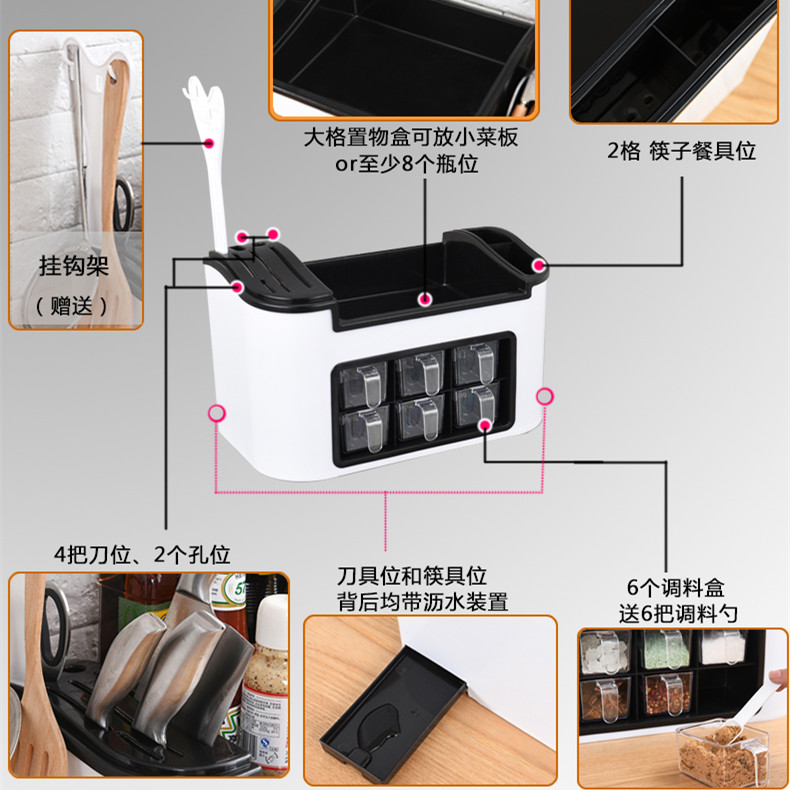 大格置物盒可放小菜板
or至少8个瓶位
2格 筷子餐具位
挂钩架
（赠送）
4把刀位、2个孔位
刀具位和筷具位
背后均带沥水装置
6个调料盒
送6把调料勺